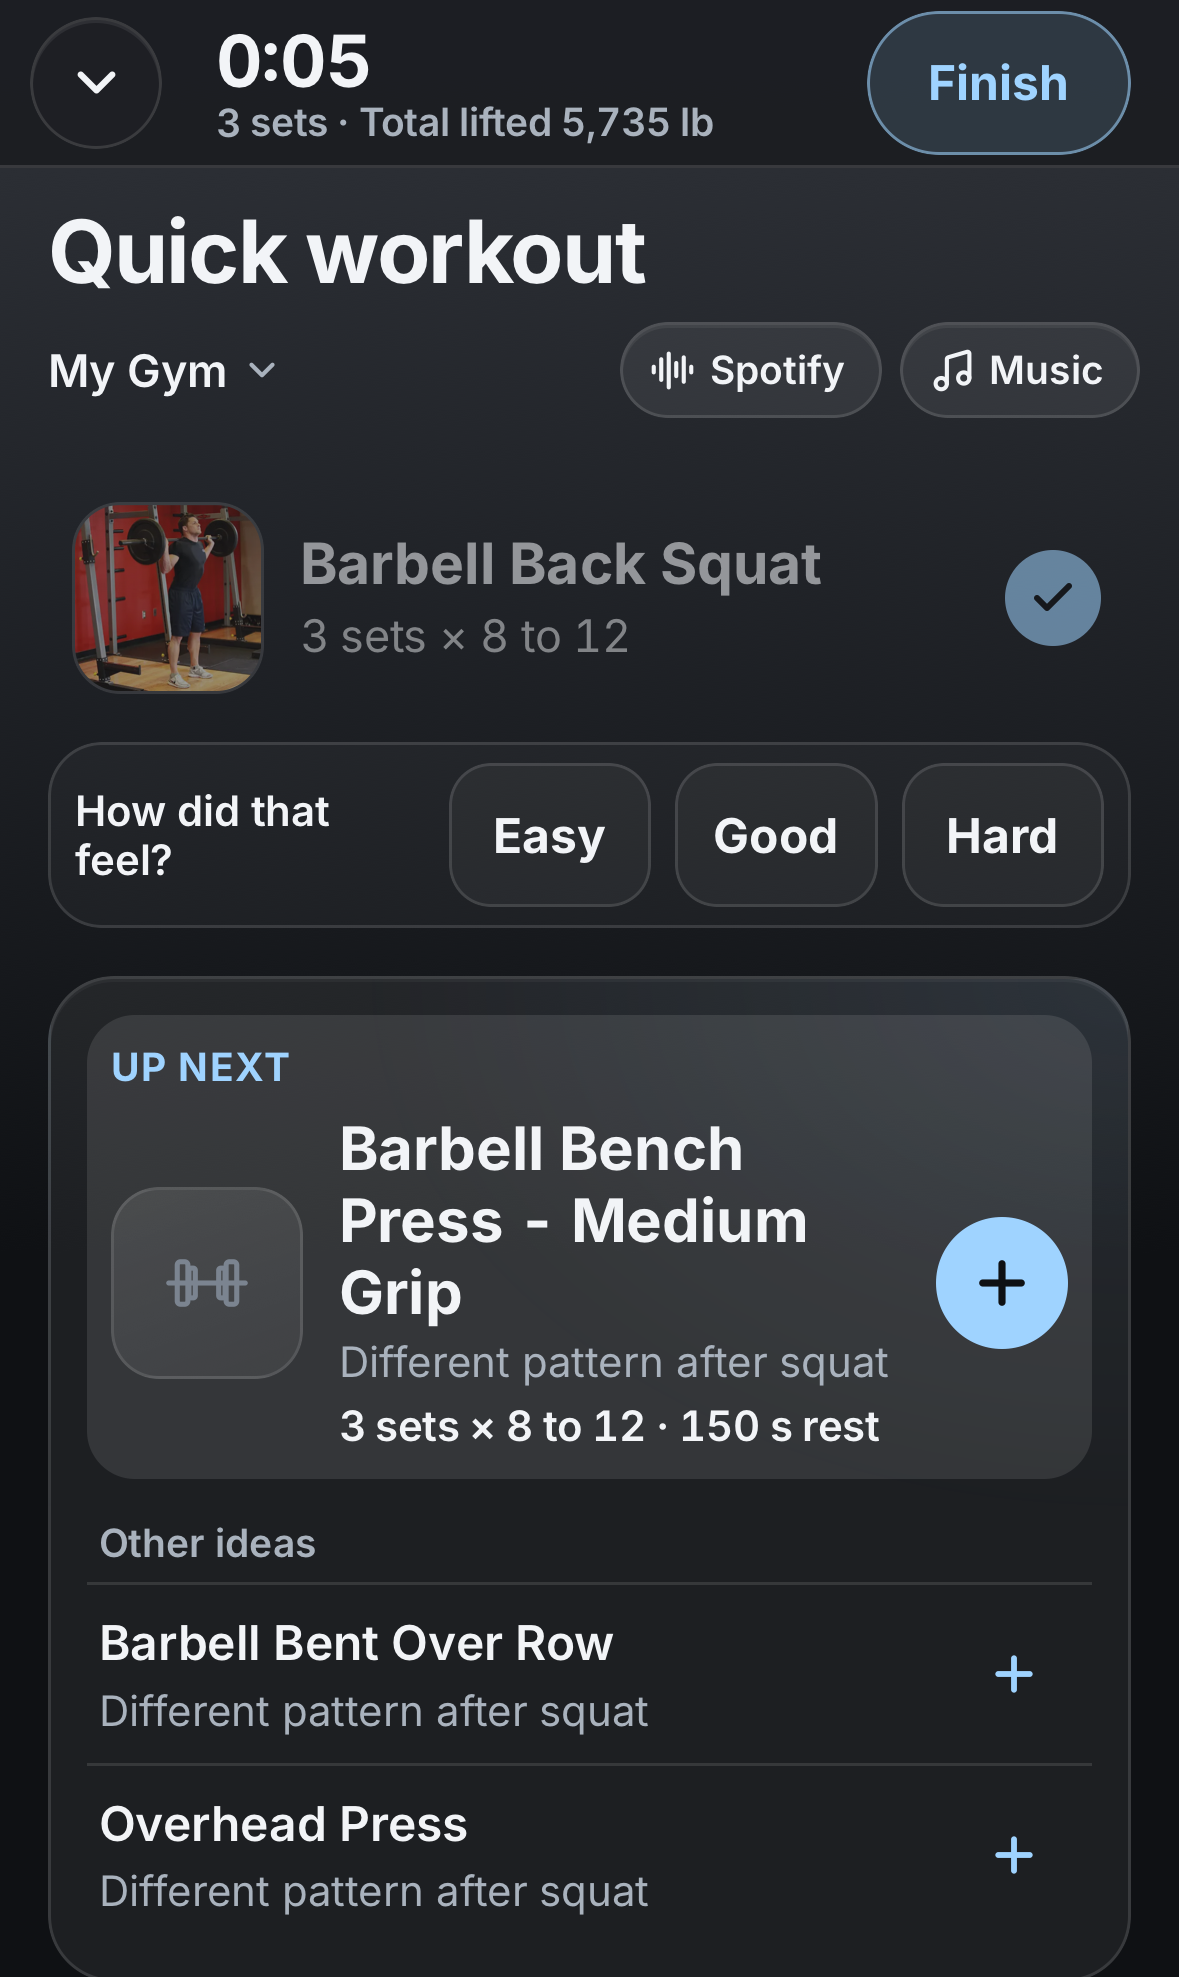 0:05
3 sets · Total lifted 5,735 lb
Finish
Quick workout
My Gym
Spotify
Music
Barbell Back Squat
3 sets × 8 to 12
How did that
feel?
Easy
Good
Hard
UP NEXT
Barbell Bench
Press - Medium
Grip
Different pattern after squat
3 sets × 8 to 12 · 150 s rest
Other ideas
Barbell Bent Over Row
Different pattern after squat
Overhead Press
Different pattern after squat